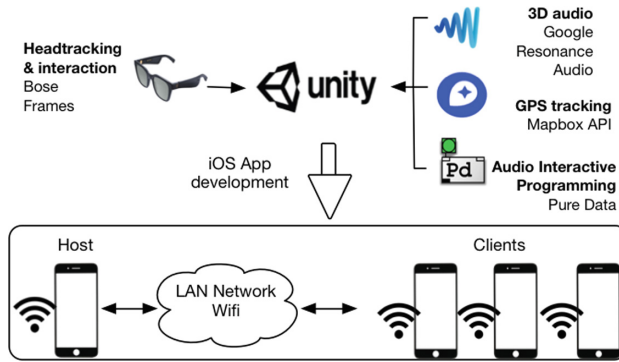 Headtracking
& interaction
Bose
Frames
unity
3D audio
Google
Resonance
Audio
GPS tracking
Mapbox API
Pd
Audio Interactive
Programming
Pure Data
iOS App
development
Host
LAN Network
Wifi
Clients